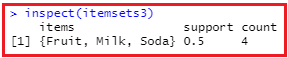 > inspect(itemsets3)
items support count
[1] {Fruit, Milk, Soda} 0.5 4